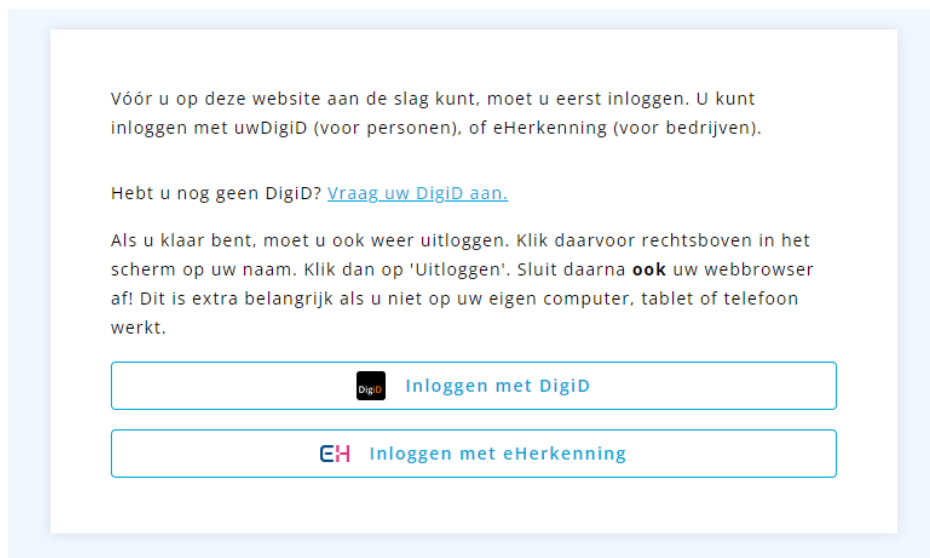 Vóór u op deze website aan de slag kunt, moet u eerst inloggen. U kunt
inloggen met uwDigiD (voor personen), of eHerkenning (voor bedrijven).
Hebt u nog geen DigiD? Vraag uw DigiD aan.
Als u klaar bent, moet u ook weer uitloggen. Klik daarvoor rechtsboven in het
scherm op uw naam. Klik dan op 'Uitloggen'. Sluit daarna ook uw webbrowser
af! Dit is extra belangrijk als u niet op uw eigen computer, tablet of telefoon
werkt.
DigiD Inloggen met DigiD
EH Inloggen met eHerkenning